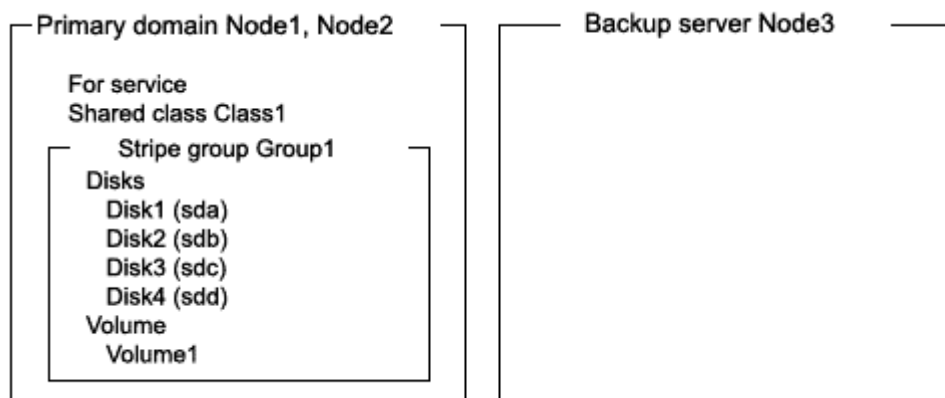 Primary domain Node1, Node2
For service
Shared class Class1
Stripe group Group1
Disks
Disk1 (sda)
Disk2 (sdb)
Disk3 (sdc)
Disk4 (sdd)
Volume
Volume1
Backup server Node3